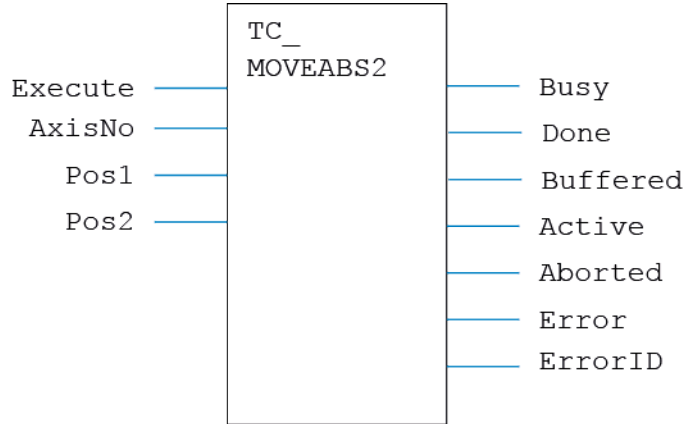 TC_
MOVEABS2
Execute
AxisNo
Pos1
Pos2
Busy
Done
Buffered
Active
Aborted
Error
ErrorID